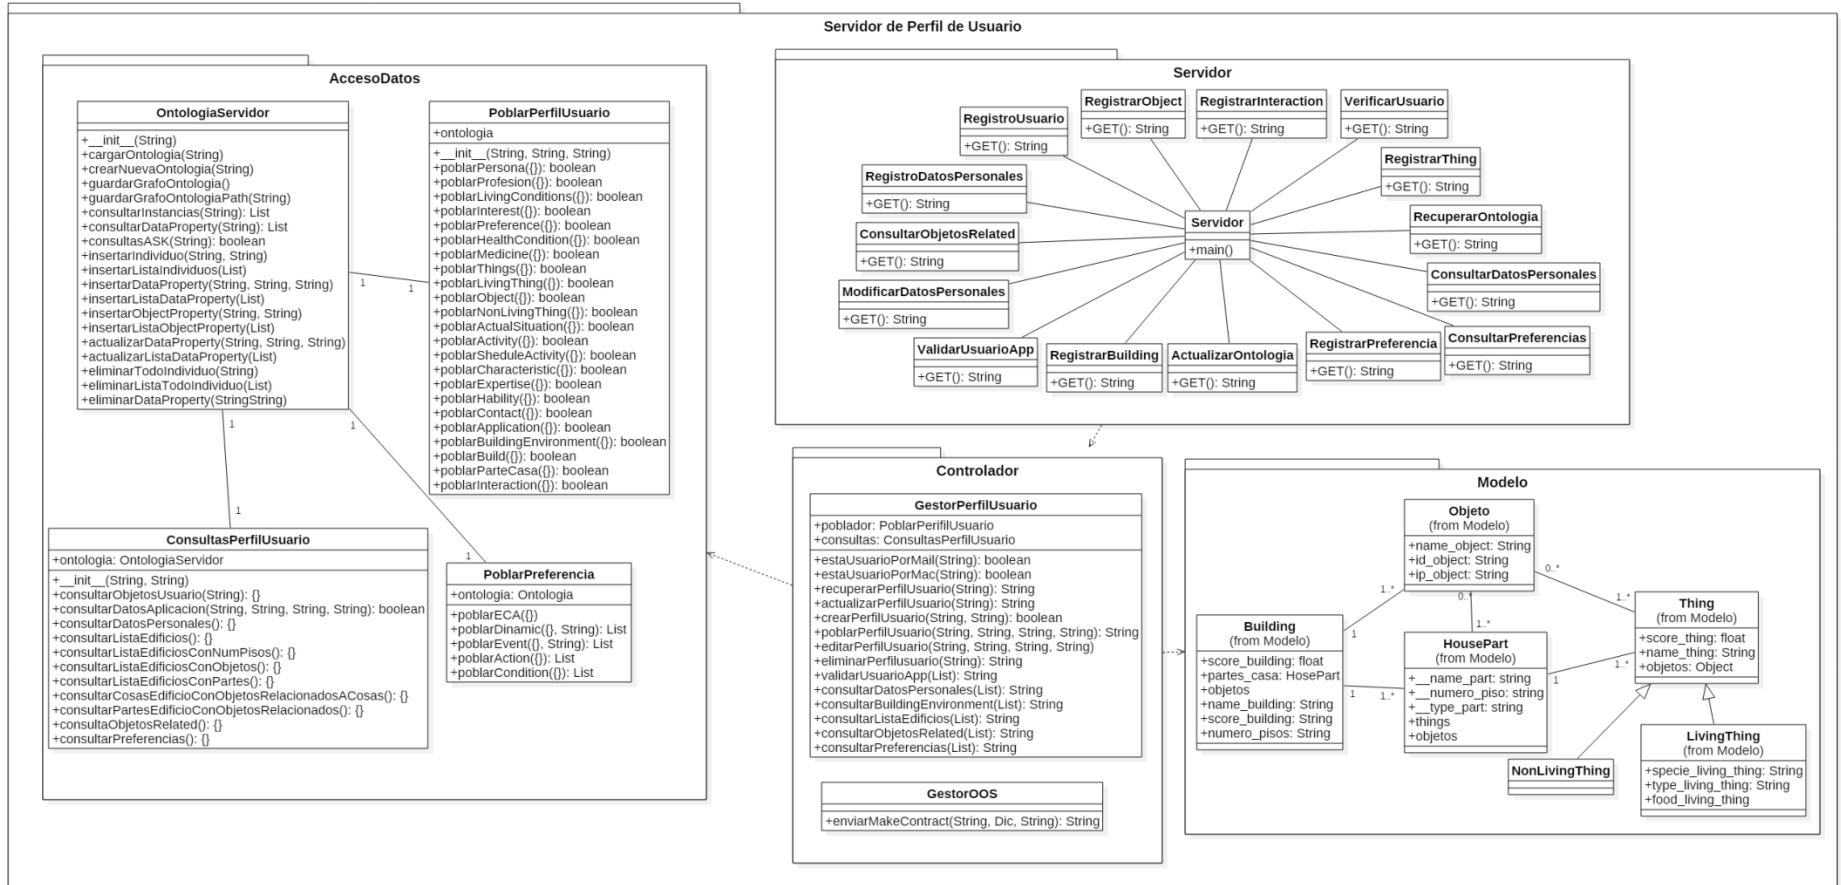 Servidor de Perfil de Usuario
AccesoDatos
OntologiaServidor
+__init__(String)
+cargarOntologia(String)
+crearNuevaOntologia(String)
+guardarGrafoOntologia()
+guardarGrafoOntologiaPath(String)
+consultarInstancias(String): List
+consultarDataProperty(String): List
+consultasASK(String): boolean
+insertarIndividuo(String, String)
+insertarListaIndividuos(List)
+insertarDataProperty(String, String, String)
+insertarListaDataProperty(List)
+insertarObjectProperty(String, String)
+insertarListaObjectProperty(List)
+actualizarDataProperty(String, String, String)
+actualizarListaDataProperty(List)
+eliminarTodoIndividuo(String)
+eliminarListaTodoIndividuo(List)
+eliminarDataProperty(StringString)
PoblarPerfilUsuario
+ontologia
+__init__(String, String, String)
+poblarPersona({}): boolean
+poblarProfesion({}): boolean
+poblarLivingConditions({}): boolean
+poblarInterest({}): boolean
+poblarPreference({}): boolean
+poblarHealthCondition({}): boolean
+poblarMedicine({}): boolean
+poblarThings({}): boolean
+poblarLivingThing({}): boolean
+poblarObject({}): boolean
+poblarNonLivingThing({}): boolean
+poblarActualSituation({}): boolean
+poblarActivity({}): boolean
+poblarSheduleActivity({}): boolean
+poblarCharacteristic({}): boolean
+poblarExpertise({}): boolean
+poblarHability({}): boolean
+poblarContact({}): boolean
+poblarApplication({}): boolean
+poblarBuildingEnvironment({}): boolean
+poblarBuild({}): boolean
+poblarParteCasa({}): boolean
+poblarInteraction({}): boolean
1
1
1
1
1
1
ConsultasPerfilUsuario
+ontologia: OntologiaServidor
+__init__(String, String)
+consultarObjetosUsuario(String): {}
+consultarDatosAplicacion(String, String, String, String): boolean
+consultarDatosPersonales(): {}
+consultarListaEdificios(): {}
+consultarListaEdificiosConNumPisos(): {}
+consultarListaEdificiosConObjetos(): {}
+consultarListaEdificiosConPartes(): {}
+consultarCosasEdificioConObjetosRelacionadosACosas(): {}
+consultarPartesEdificioConObjetosRelacionados(): {}
+consultaObjetosRelated(): {}
+consultarPreferencias(): {}
PoblarPreferencia
+ontologia: Ontologia
+poblarECA({})
+poblarDinamic({}, String): List
+poblarEvent({}, String): List
+poblarAction({}): List
+poblarCondition({}): List
Servidor
RegistroUsuario
+GET(): String
RegistrarObject
+GET(): String
RegistrarInteraction
+GET(): String
VerificarUsuario
+GET(): String
RegistrarThing
+GET(): String
RegistroDatosPersonales
+GET(): String
Servidor
+main()
RecuperarOntologia
+GET(): String
ConsultarObjetosRelated
+GET(): String
ConsultarDatosPersonales
+GET(): String
ModificarDatosPersonales
+GET(): String
ValidarUsuarioApp
+GET(): String
RegistrarBuilding
+GET(): String
ActualizarOntologia
+GET(): String
RegistrarPreferencia
+GET(): String
ConsultarPreferencias
+GET(): String
Controlador
GestorPerfilUsuario
+poblador: PoblarPerifilUsuario
+consultas: ConsultasPerfilUsuario
+estaUsuarioPorMail(String): boolean
+estaUsuarioPorMac(String): boolean
+recuperarPerfilUsuario(String): String
+actualizarPerfilUsuario(String): String
+crearPerfilUsuario(String, String): boolean
+poblarPerfilUsuario(String, String, String, String): String
+editarPerfilUsuario(String, String, String, String)
+eliminarPerfilusuario(String): String
+validarUsuarioApp(List): String
+consultarDatosPersonales(List): String
+consultarBuildingEnvironment(List): String
+consultarListaEdificios(List): String
+consultarObjetosRelated(List): String
+consultarPreferencias(List): String
GestorOOS
+enviarMakeContract(String, Dic, String): String
Modelo
Objeto
(from Modelo)
+name_object: String
+id_object: String
+ip_object: String
0..*
1..*
1..*
0..*
1
1..*
Building
(from Modelo)
+score_building: float
+partes_casa: HosePart
+objetos
+name_building: String
+score_building: String
+numero_pisos: String
1
1..*
HousePart
(from Modelo)
+__name_part: string
+__numero_piso: string
+__type_part: string
+things
+objetos
1
1..*
Thing
(from Modelo)
+score_thing: float
+name_thing: String
+objetos: Object
NonLivingThing
LivingThing
(from Modelo)
+specie_living_thing: String
+type_living_thing: String
+food_living_thing